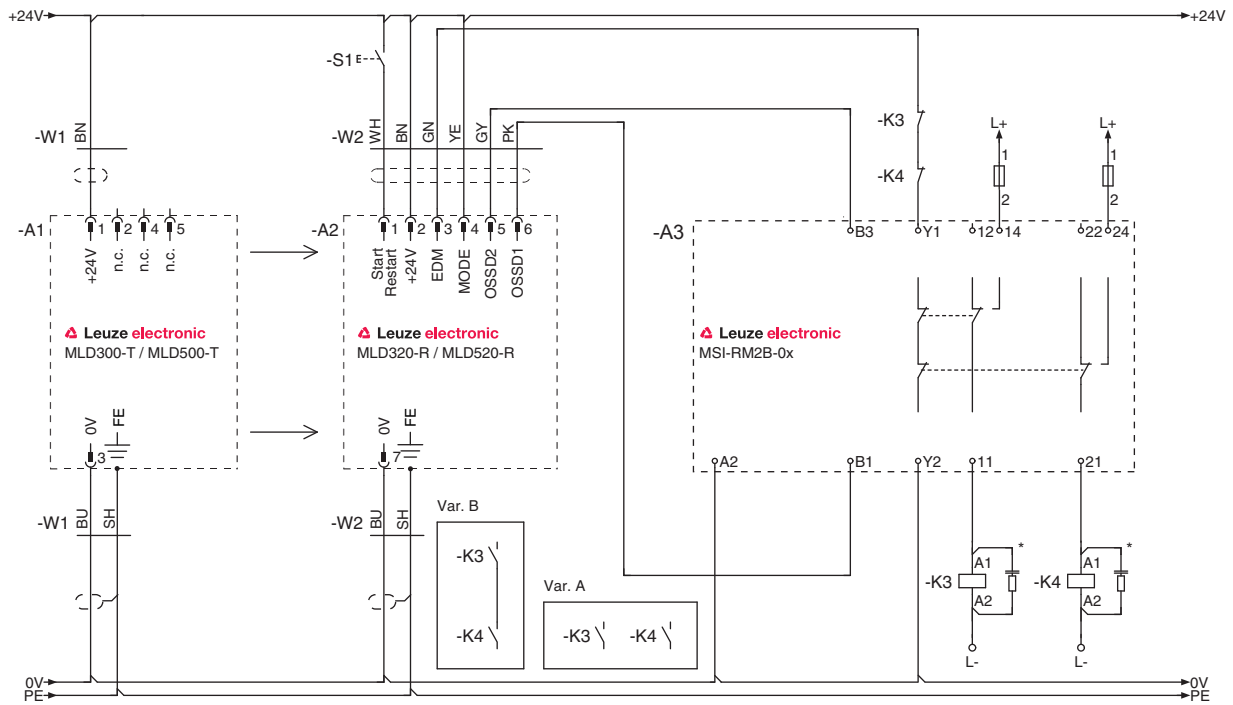 +24V +24V
-S1
-W1 BN -W2 WH BN GN YE GY PK
-K3
-K4
L+ L+
1 1
2 2
-A1 1 2 4 5 -A2 1 2 3 4 5 6 -A3 B3 Y1 12 14 22 24
+24V n.c. n.c. n.c. Start Restart +24V EDM MODE OSSD2 OSSD1
Leuze electronic Leuze electronic Leuze electronic
MLD300-T / MLD500-T MLD320-R / MLD520-R MSI-RM2B-0x
0V FE 0V FE
3 7 A2 B1 Y2 11 21
-W1 BU SH -W2 BU SH
Var. B
-K3
-K4
Var. A
-K3 -K4
* *
A1 A1
-K3 -K4
A2 A2
L- L-
0V 0V
PE PE